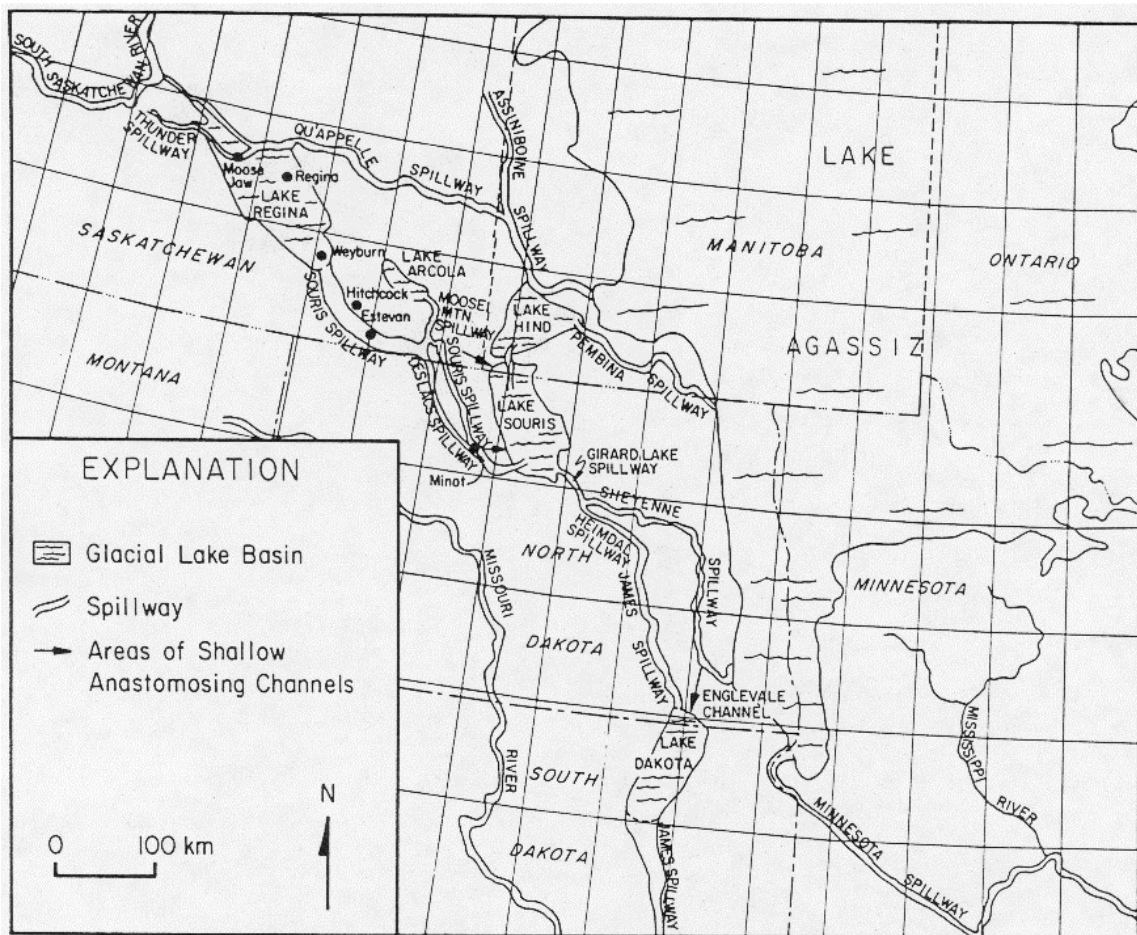 SOUTH
SASKATCHEWAN RIVER
THUNDER
SPILLWAY
Moose
Jaw
Regina
LAKE
REGINA
QU'APPELLE
SPILLWAY
ASSINIBOINE
SPILLWAY
LAKE
AGASSIZ
MANITOBA
ONTARIO
SASKATCHEWAN
Weyburn
LAKE
ARCOLA
Hitchcock
Estevan
MOOSE
MTN
SPILLWAY
LAKE
HIND
SOURIS SPILLWAY
SOURIS SPILLWAY
DESLACS SPILLWAY
PEMBINA
SPILLWAY
MONTANA
LAKE
SOURIS
Minot
GIRARD LAKE
SPILLWAY
SHEYENNE
SPILLWAY
HEIMDAL
SPILLWAY
JAMES
SPILLWAY
NORTH
DAKOTA
MINNESOTA
MISSOURI
RIVER
ENGLEVALE
CHANNEL
LAKE
DAKOTA
SOUTH
DAKOTA
JAMES SPILLWAY
MINNESOTA
SPILLWAY
MISSISSIPPI
RIVER
EXPLANATION
Glacial Lake Basin
Spillway
Areas of Shallow
Anastomosing Channels
0 100 km
N